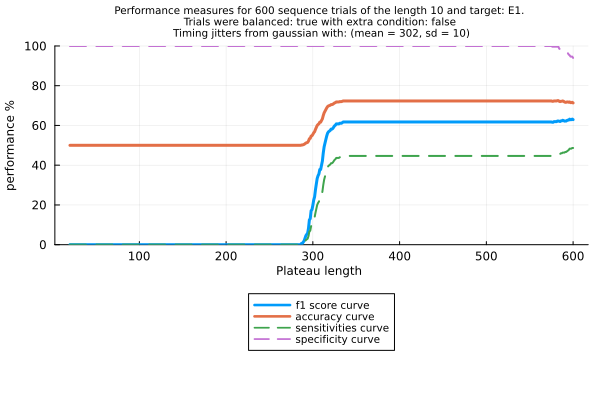 Performance measures for 600 sequence trials of the length 10 and target: E1.
Trials were balanced: true with extra condition: false
Timing jitters from gaussian with: (mean = 302, sd = 10)
100
80
60
40
20
0
performance %
100 200 300 400 500 600
Plateau length
f1 score curve
accuracy curve
sensitivities curve
specificity curve